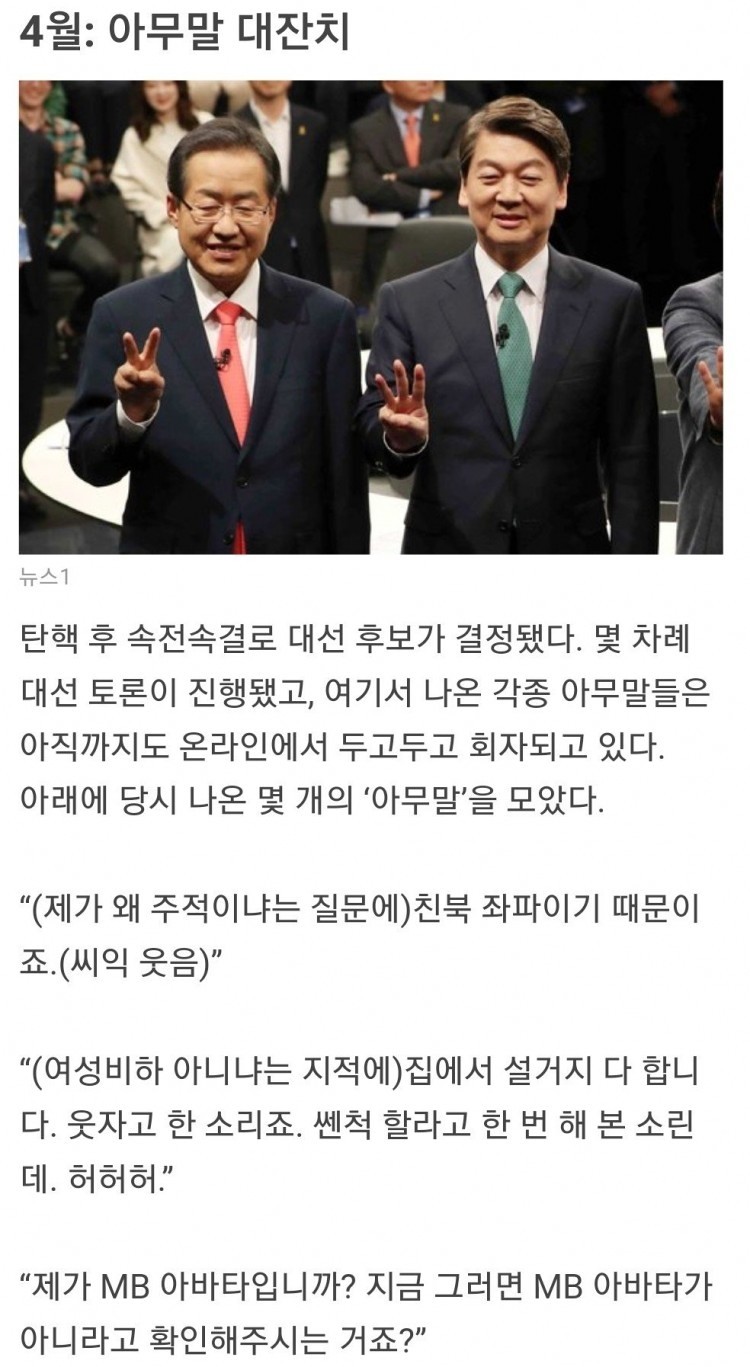 4월: 아무말 대잔치
뉴스1
탄핵 후 속전속결로 대선 후보가 결정됐다. 몇 차례
대선 토론이 진행됐고, 여기서 나온 각종 아무말들은
아직까지도 온라인에서 두고두고 회자되고 있다.
아래에 당시 나온 몇 개의 ‘아무말’을 모았다.
“(제가 왜 주적이냐는 질문에)친북 좌파이기 때문이
죠.(씨익 웃음)”
“(여성비하 아니냐는 지적에)집에서 설거지 다 합니
다. 웃자고 한 소리죠. 쎈척 할라고 한 번 해 본 소린
데. 허허허.”
“제가 MB 아바타입니까? 지금 그러면 MB 아바타가
아니라고 확인해주시는 거죠?”